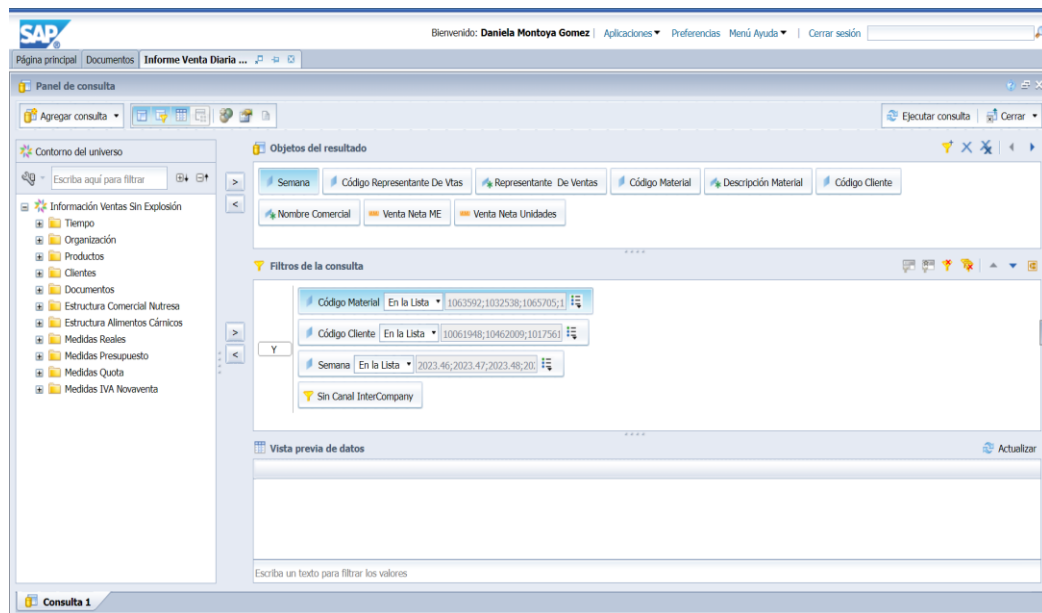 SAP
Bienvenido: Daniela Montoya Gomez | Aplicaciones Preferencias Menú Ayuda | Cerrar sesión
Página principal Documentos Informe Venta Diaria ...
Panel de consulta
Agregar consulta Ejecutar consulta Cerrar
Contorno del universo
Escriba aquí para filtrar
Información Ventas Sin Explosión
Tiempo
Organización
Productos
Clientes
Documentos
Estructura Comercial Nutresa
Estructura Alimentos Cárnicos
Medidas Reales
Medidas Presupuesto
Medidas Quota
Medidas IVA Novaventa
>
<
Objetos del resultado
Semana Código Representante De Vtas Representante De Ventas Código Material Descripción Material Código Cliente
Nombre Comercial Venta Neta ME Venta Neta Unidades
Filtros de la consulta
>
<
Y
Código Material En la Lista 1063592;1032538;1065705;1
Código Cliente En la Lista 10061948;10462009;1017561
Semana En la Lista 2023.46;2023.47;2023.48;20
Sin Canal InterCompany
Vista previa de datos Actualizar
Escriba un texto para filtrar los valores
Consulta 1